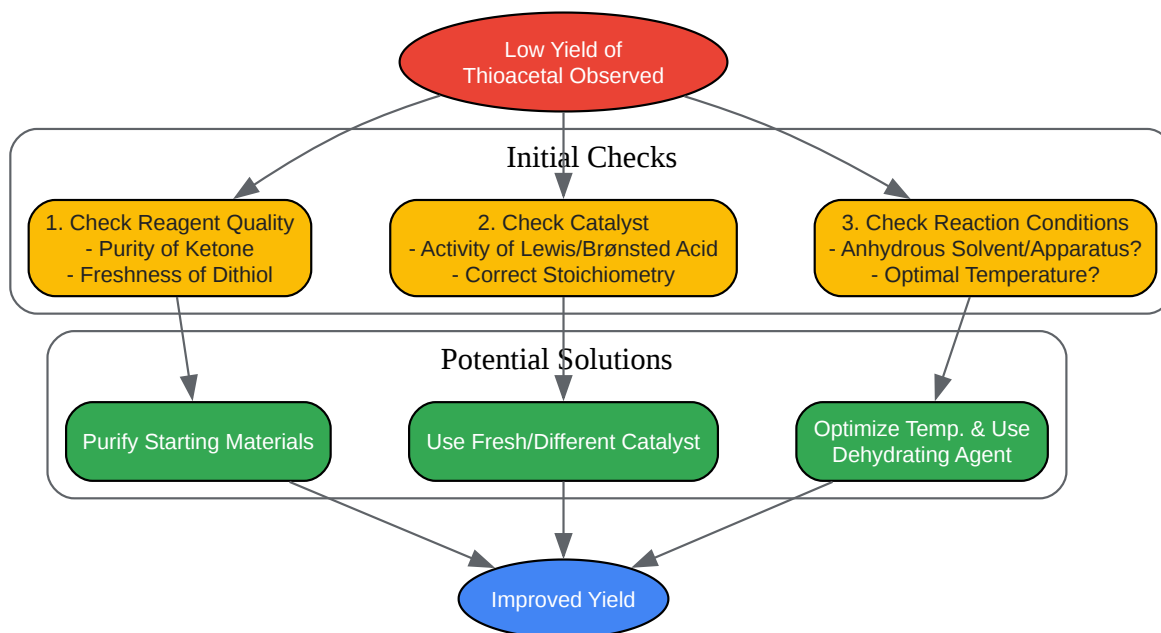 Low Yield of
Thioacetal Observed
Initial Checks
1. Check Reagent Quality
- Purity of Ketone
- Freshness of Dithiol
2. Check Catalyst
- Activity of Lewis/Brønsted Acid
- Correct Stoichiometry
3. Check Reaction Conditions
- Anhydrous Solvent/Apparatus?
- Optimal Temperature?
Potential Solutions
Purify Starting Materials
Use Fresh/Different Catalyst
Optimize Temp. & Use
Dehydrating Agent
Improved Yield